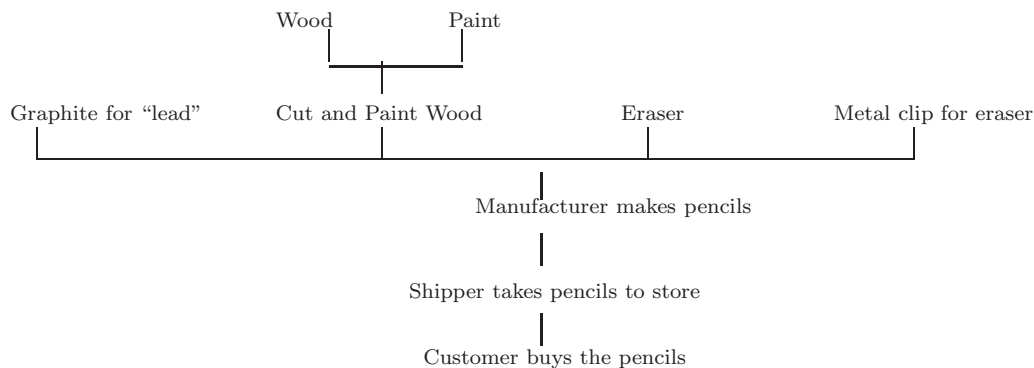 Wood Paint
Graphite for “lead” Cut and Paint Wood Eraser Metal clip for eraser
Manufacturer makes pencils
Shipper takes pencils to store
Customer buys the pencils